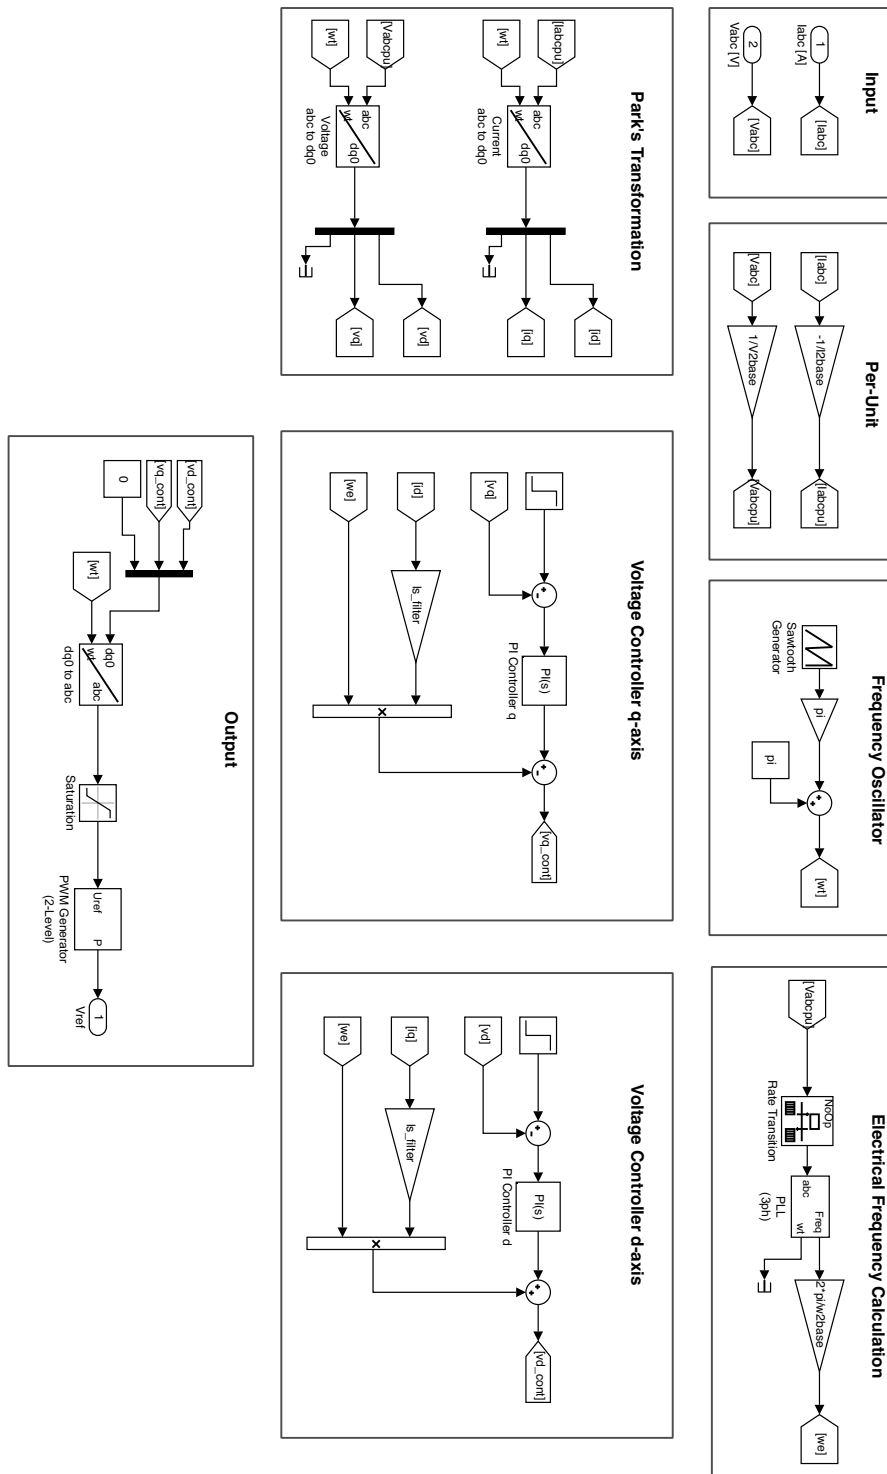 Input
1
Iabc [A]
[Iabc]
2
Vabc [V]
[Vabc]
Per-Unit
[Iabc]
-1/I2base
[Iabcpu]
[Vabc]
1/V2base
[Vabcpu]
Frequency Oscillator
Sawtooth
Generator
pi
pi
+
+
[wt]
Electrical Frequency Calculation
[Vabcpu]
NoOp
Rate Transition
abc
Freq
wt
PLL
(3ph)
2*pi/w2base
[we]
Park's Transformation
[Iabcpu]
[wt]
abc
wt
dq0
Current
abc to dq0
[id]
[iq]
[Vabcpu]
[wt]
abc
wt
dq0
Voltage
abc to dq0
[vd]
[vq]
Voltage Controller q-axis
[vq]
+
-
PI(s)
PI Controller q
+
-
[vq_cont]
[id]
ls_filter
[we]
×
Voltage Controller d-axis
[vd]
+
-
PI(s)
PI Controller d
+
+
[vd_cont]
[iq]
ls_filter
[we]
×
Output
[vd_cont]
[vq_cont]
0
[wt]
dq0
wt
abc
dq0 to abc
Saturation
Uref
P
PWM Generator
(2-Level)
1
Vref